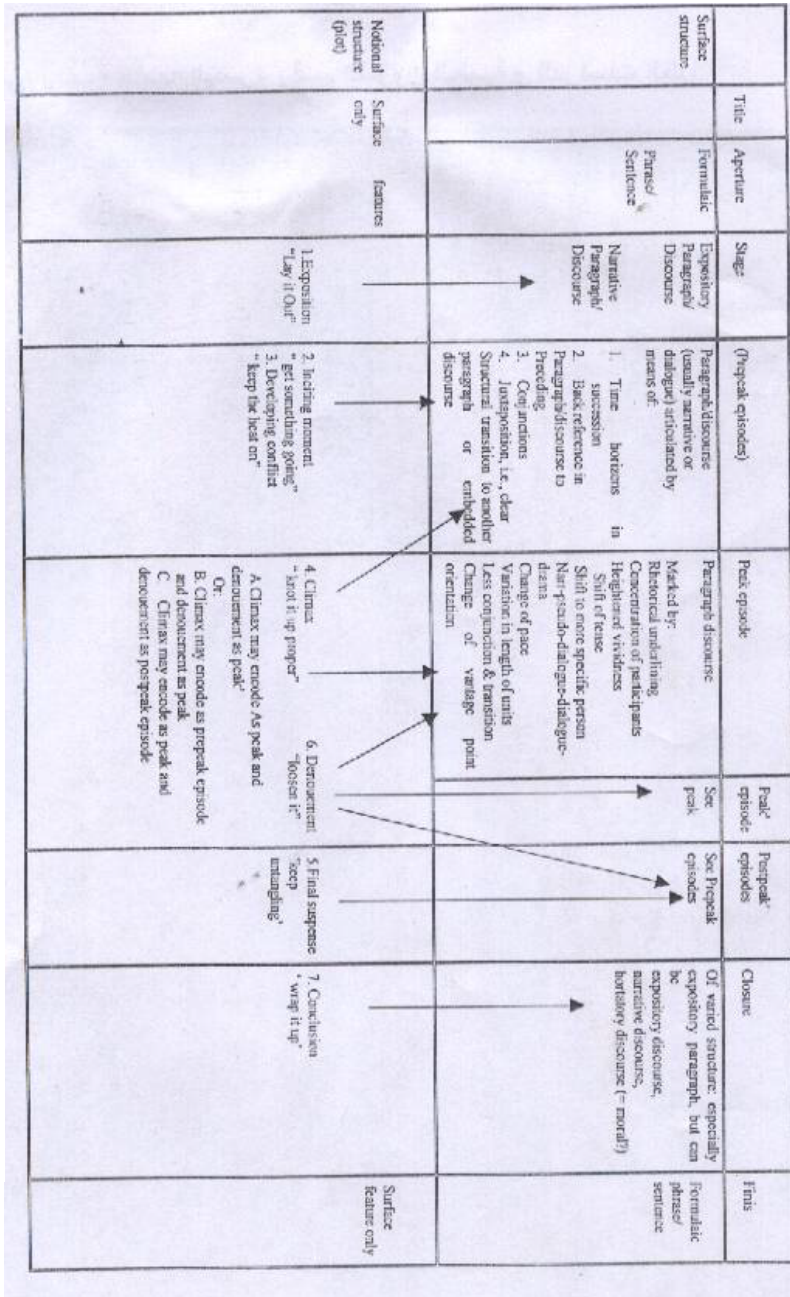 Surface
structure
Title
Aperture
Stage
(Prepeak episodes)
Peak episode
Peak'
episode
Postpeak'
episodes
Closure
Finis
Formulaic
Phrase/
Sentence
Expository
Paragraph/
Discourse
Narrative
Paragraph/
Discourse
Paragraph/discourse
(usually narrative or
dialogue) articulated by
means of:
1. Time horizons in
succession
2. Back reference in
Paragraph/discourse to
Preceding
3. Conjunctions
4. Juxtaposition, i.e., clear
Structural transition to another
paragraph or embedded
discourse
Paragraph discourse
Marked by:
Rhetorical underlining
Concentration of participants
Heightened vividness
Shift of tense
Shift to more specific person
Narr-pseudo-dialogue-dialogue-
drama
Change of pace
Variation in length of units
Less conjunction & transition
Change of vantage point
orientation
See
peak
See Prepeak
episodes
Of varied structure: especially
expository paragraph, but can
be
expository discourse,
narrative discourse,
hortatory discourse (= moral?)
Formulaic
phrase/
sentence
Notional
structure
(plot)
Surface features
only
1.Exposition
"Lay it Out"
2. Inciting moment
" get something going"
3. Developing conflict
" keep the heat on"
4. Climax
" knot it up proper"
6. Denouement
"loosen it"
A.Climax may encode As peak and
denouement as peak'
Or:
B. Climax may encode as prepeak episode
and denouement as peak
C. Climax may encode as peak and
denouement as postpeak episode
5.Final suspense
"keep
untangling'
7. Conclusion
' wrap it up'
Surface
feature only